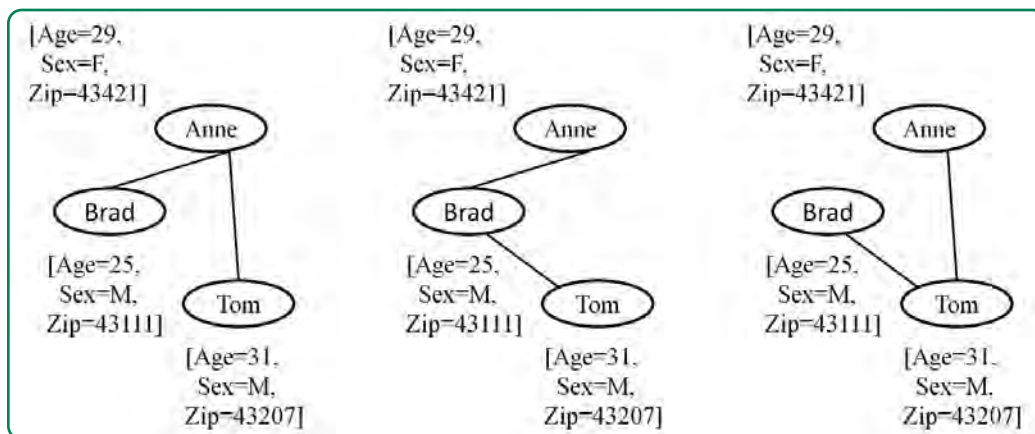 [Age=29,
Sex=F,
Zip=43421]
Anne
Brad
[Age=25,
Sex=M,
Zip=43111]
Tom
[Age=31,
Sex=M,
Zip=43207]
[Age=29,
Sex=F,
Zip=43421]
Anne
Brad
[Age=25,
Sex=M,
Zip=43111]
Tom
[Age=31,
Sex=M,
Zip=43207]
[Age=29,
Sex=F,
Zip=43421]
Anne
Brad
[Age=25,
Sex=M,
Zip=43111]
Tom
[Age=31,
Sex=M,
Zip=43207]